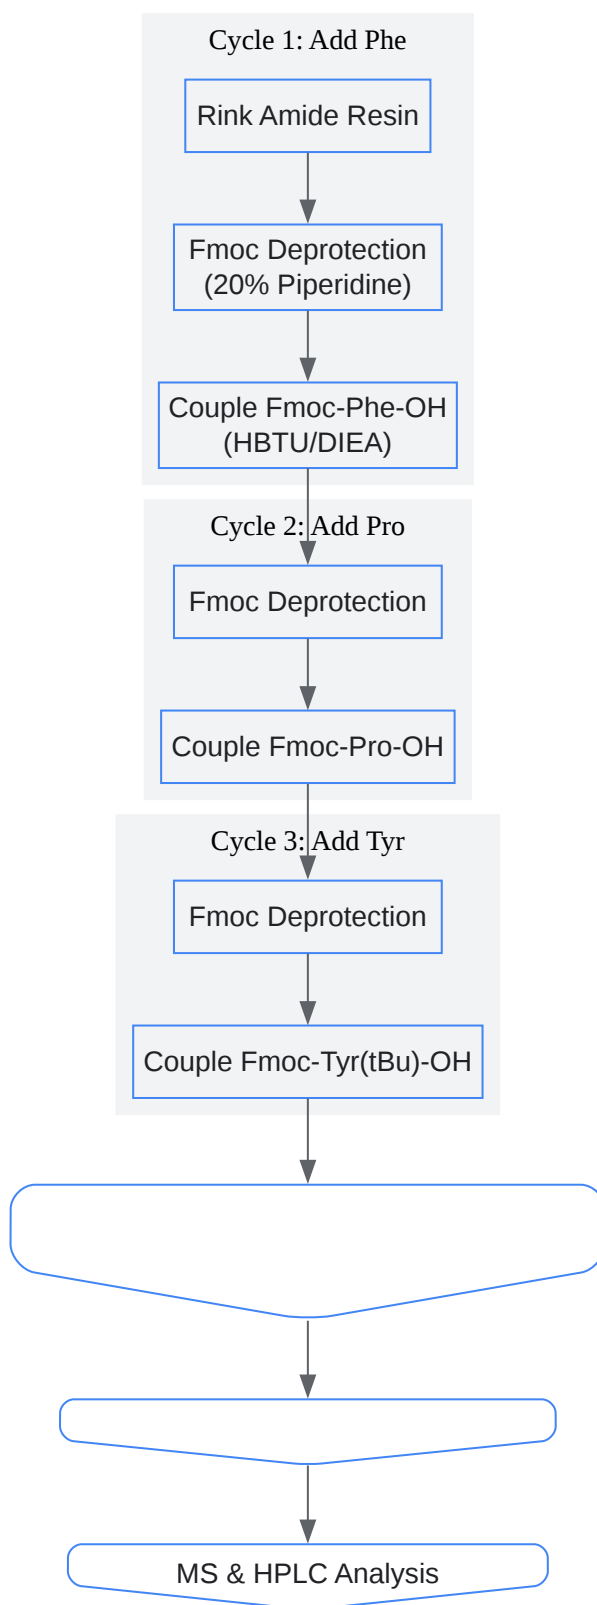 Cycle 1: Add Phe
Rink Amide Resin
Fmoc Deprotection
(20% Piperidine)
Couple Fmoc-Phe-OH
(HBTU/DIEA)
Cycle 2: Add Pro
Fmoc Deprotection
Couple Fmoc-Pro-OH
Cycle 3: Add Tyr
Fmoc Deprotection
Couple Fmoc-Tyr(tBu)-OH
MS & HPLC Analysis